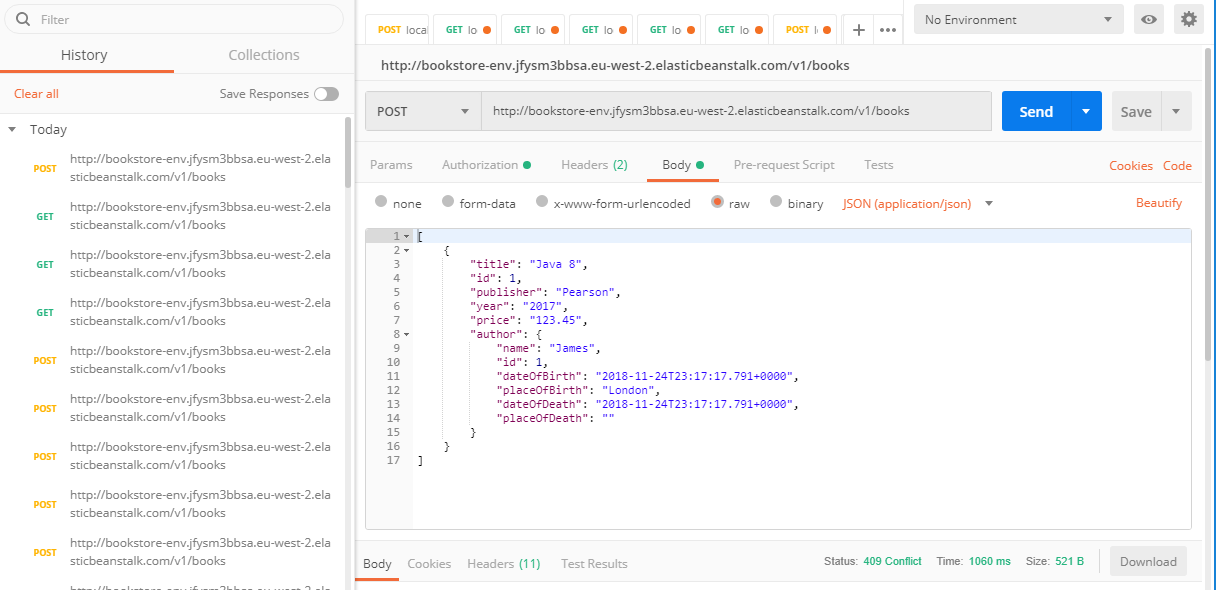 Filter
History Collections
Clear all Save Responses
Today
POST http://bookstore-env.jfysm3bbsa.eu-west-2.ela
sticbeanstalk.com/v1/books
GET http://bookstore-env.jfysm3bbsa.eu-west-2.ela
sticbeanstalk.com/v1/books
GET http://bookstore-env.jfysm3bbsa.eu-west-2.ela
sticbeanstalk.com/v1/books
GET http://bookstore-env.jfysm3bbsa.eu-west-2.ela
sticbeanstalk.com/v1/books
POST http://bookstore-env.jfysm3bbsa.eu-west-2.ela
sticbeanstalk.com/v1/books
POST http://bookstore-env.jfysm3bbsa.eu-west-2.ela
sticbeanstalk.com/v1/books
POST http://bookstore-env.jfysm3bbsa.eu-west-2.ela
sticbeanstalk.com/v1/books
POST http://bookstore-env.jfysm3bbsa.eu-west-2.ela
sticbeanstalk.com/v1/books
POST http://bookstore-env.jfysm3bbsa.eu-west-2.ela
sticbeanstalk.com/v1/books
POST local GET lo GET lo GET lo GET lo GET lo POST l
No Environment
http://bookstore-env.jfysm3bbsa.eu-west-2.elasticbeanstalk.com/v1/books
POST http://bookstore-env.jfysm3bbsa.eu-west-2.elasticbeanstalk.com/v1/books Send Save
Params Authorization Headers (2) Body Pre-request Script Tests Cookies Code
none form-data x-www-form-urlencoded raw binary JSON (application/json) Beautify
1 [
2 {
3 "title": "Java 8",
4 "id": 1,
5 "publisher": "Pearson",
6 "year": "2017",
7 "price": "123.45",
8 "author": {
9 "name": "James",
10 "id": 1,
11 "dateOfBirth": "2018-11-24T23:17:17.791+0000",
12 "placeOfBirth": "London",
13 "dateOfDeath": "2018-11-24T23:17:17.791+0000",
14 "placeOfDeath": ""
15 }
16 }
17 ]
Body Cookies Headers (11) Test Results Status: 409 Conflict Time: 1060 ms Size: 521 B Download